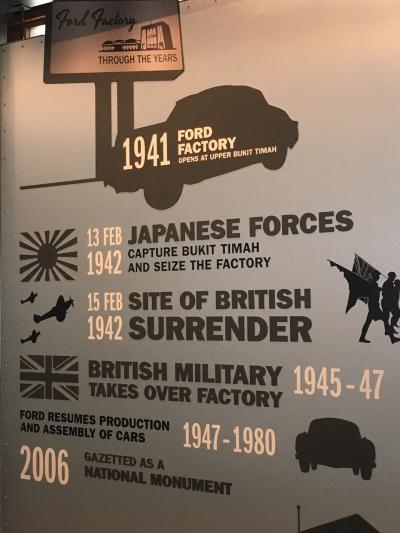 Ford Factory
THROUGH THE YEARS
1941 FORD
FACTORY
OPENS AT UPPER BUKIT TIMAH
13 FEB
1942
JAPANESE FORCES
CAPTURE BUKIT TIMAH
AND SEIZE THE FACTORY
15 FEB
1942
SITE OF BRITISH
SURRENDER
BRITISH MILITARY
TAKES OVER FACTORY
1945-47
FORD RESUMES PRODUCTION
AND ASSEMBLY OF CARS
1947-1980
2006
GAZETTED AS A
NATIONAL MONUMENT